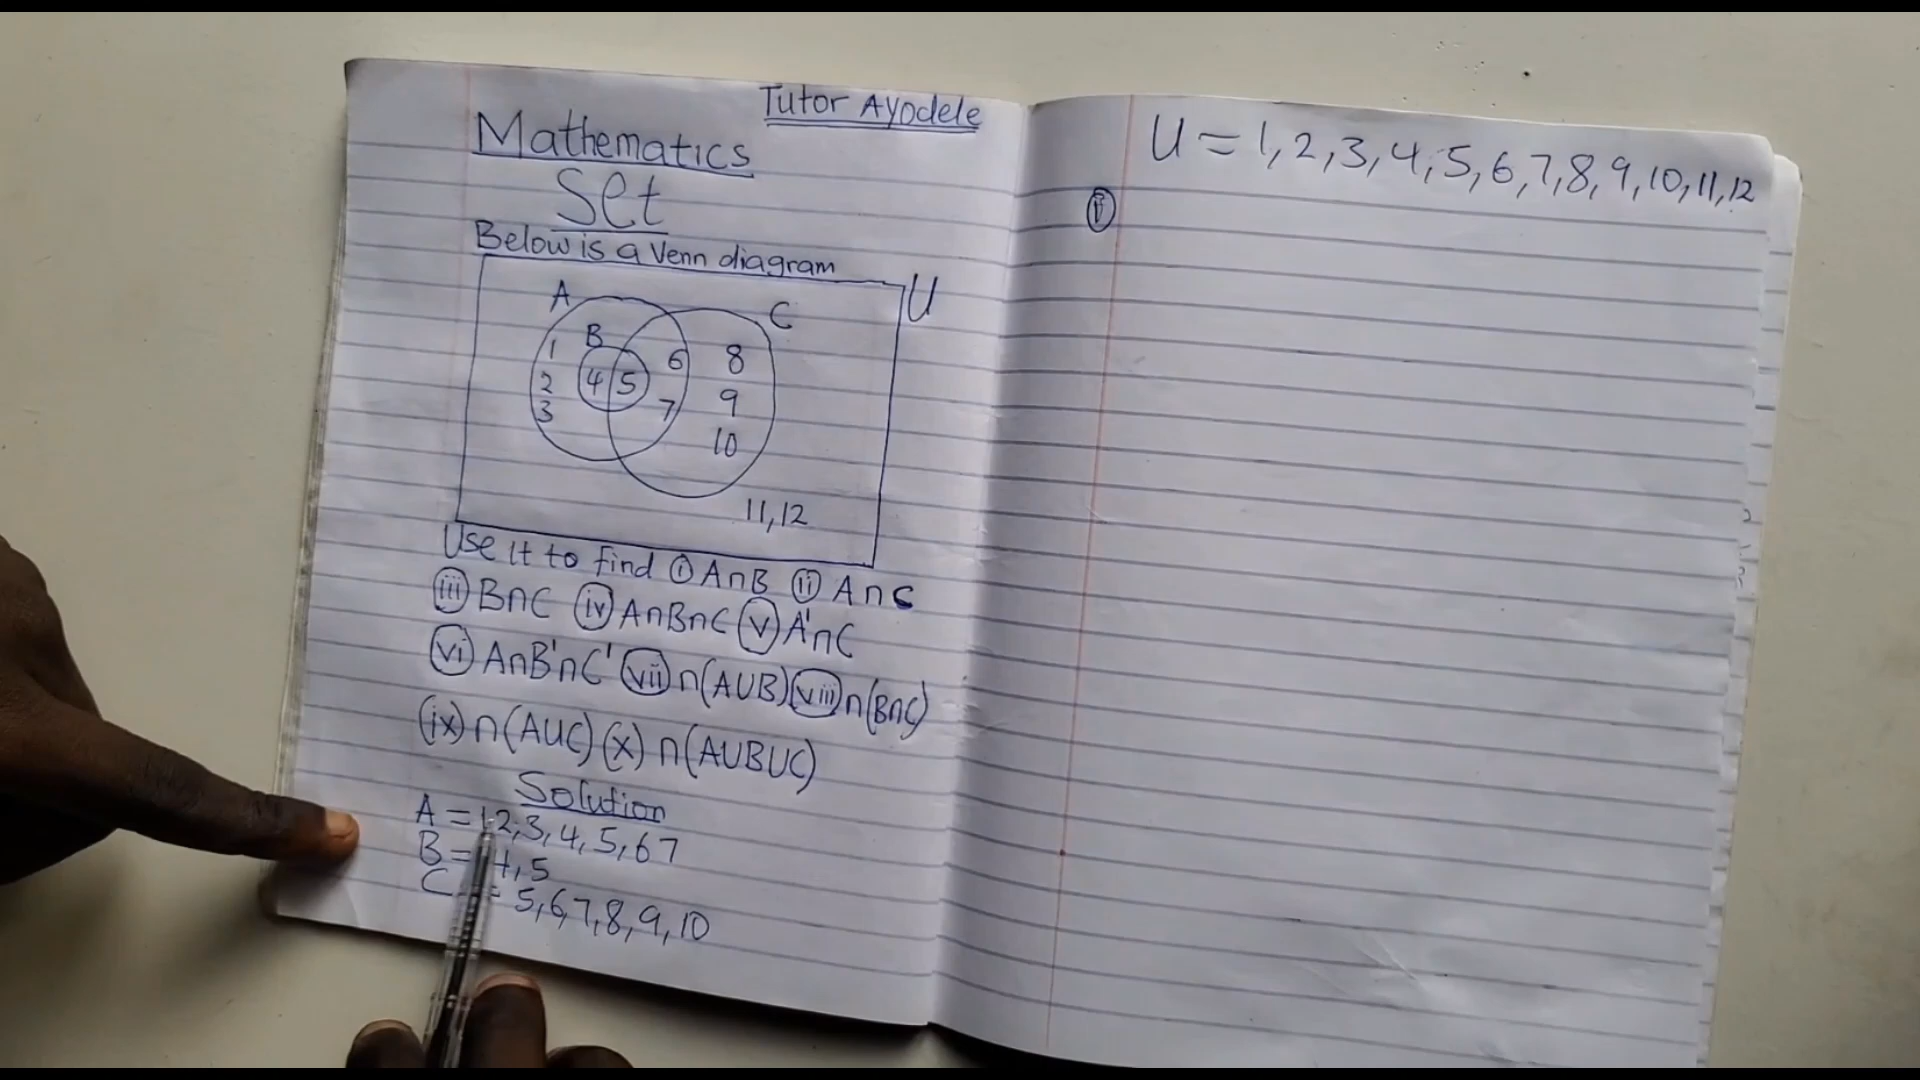 Tutor Ayodele
Mathematics
Set
Below is a Venn diagram
U
A
C
B
1
6
8
2
4
5
3
7
9
10
11,12
Use it to find (i) A∩B (ii) A∩C
(iii) B∩C (iv) A∩B∩C (v) A'∩C
(vi) A∩B'∩C' (vii) n(AUB) (viii) n(B∩C)
(ix) n(AUC) (x) n(AUBUC)
Solution
A = 1,2,3,4,5,6 7
B = 4,5
C = 5,6,7,8,9,10
U = 1,2,3,4,5,6,7,8,9,10,11,12
(i)